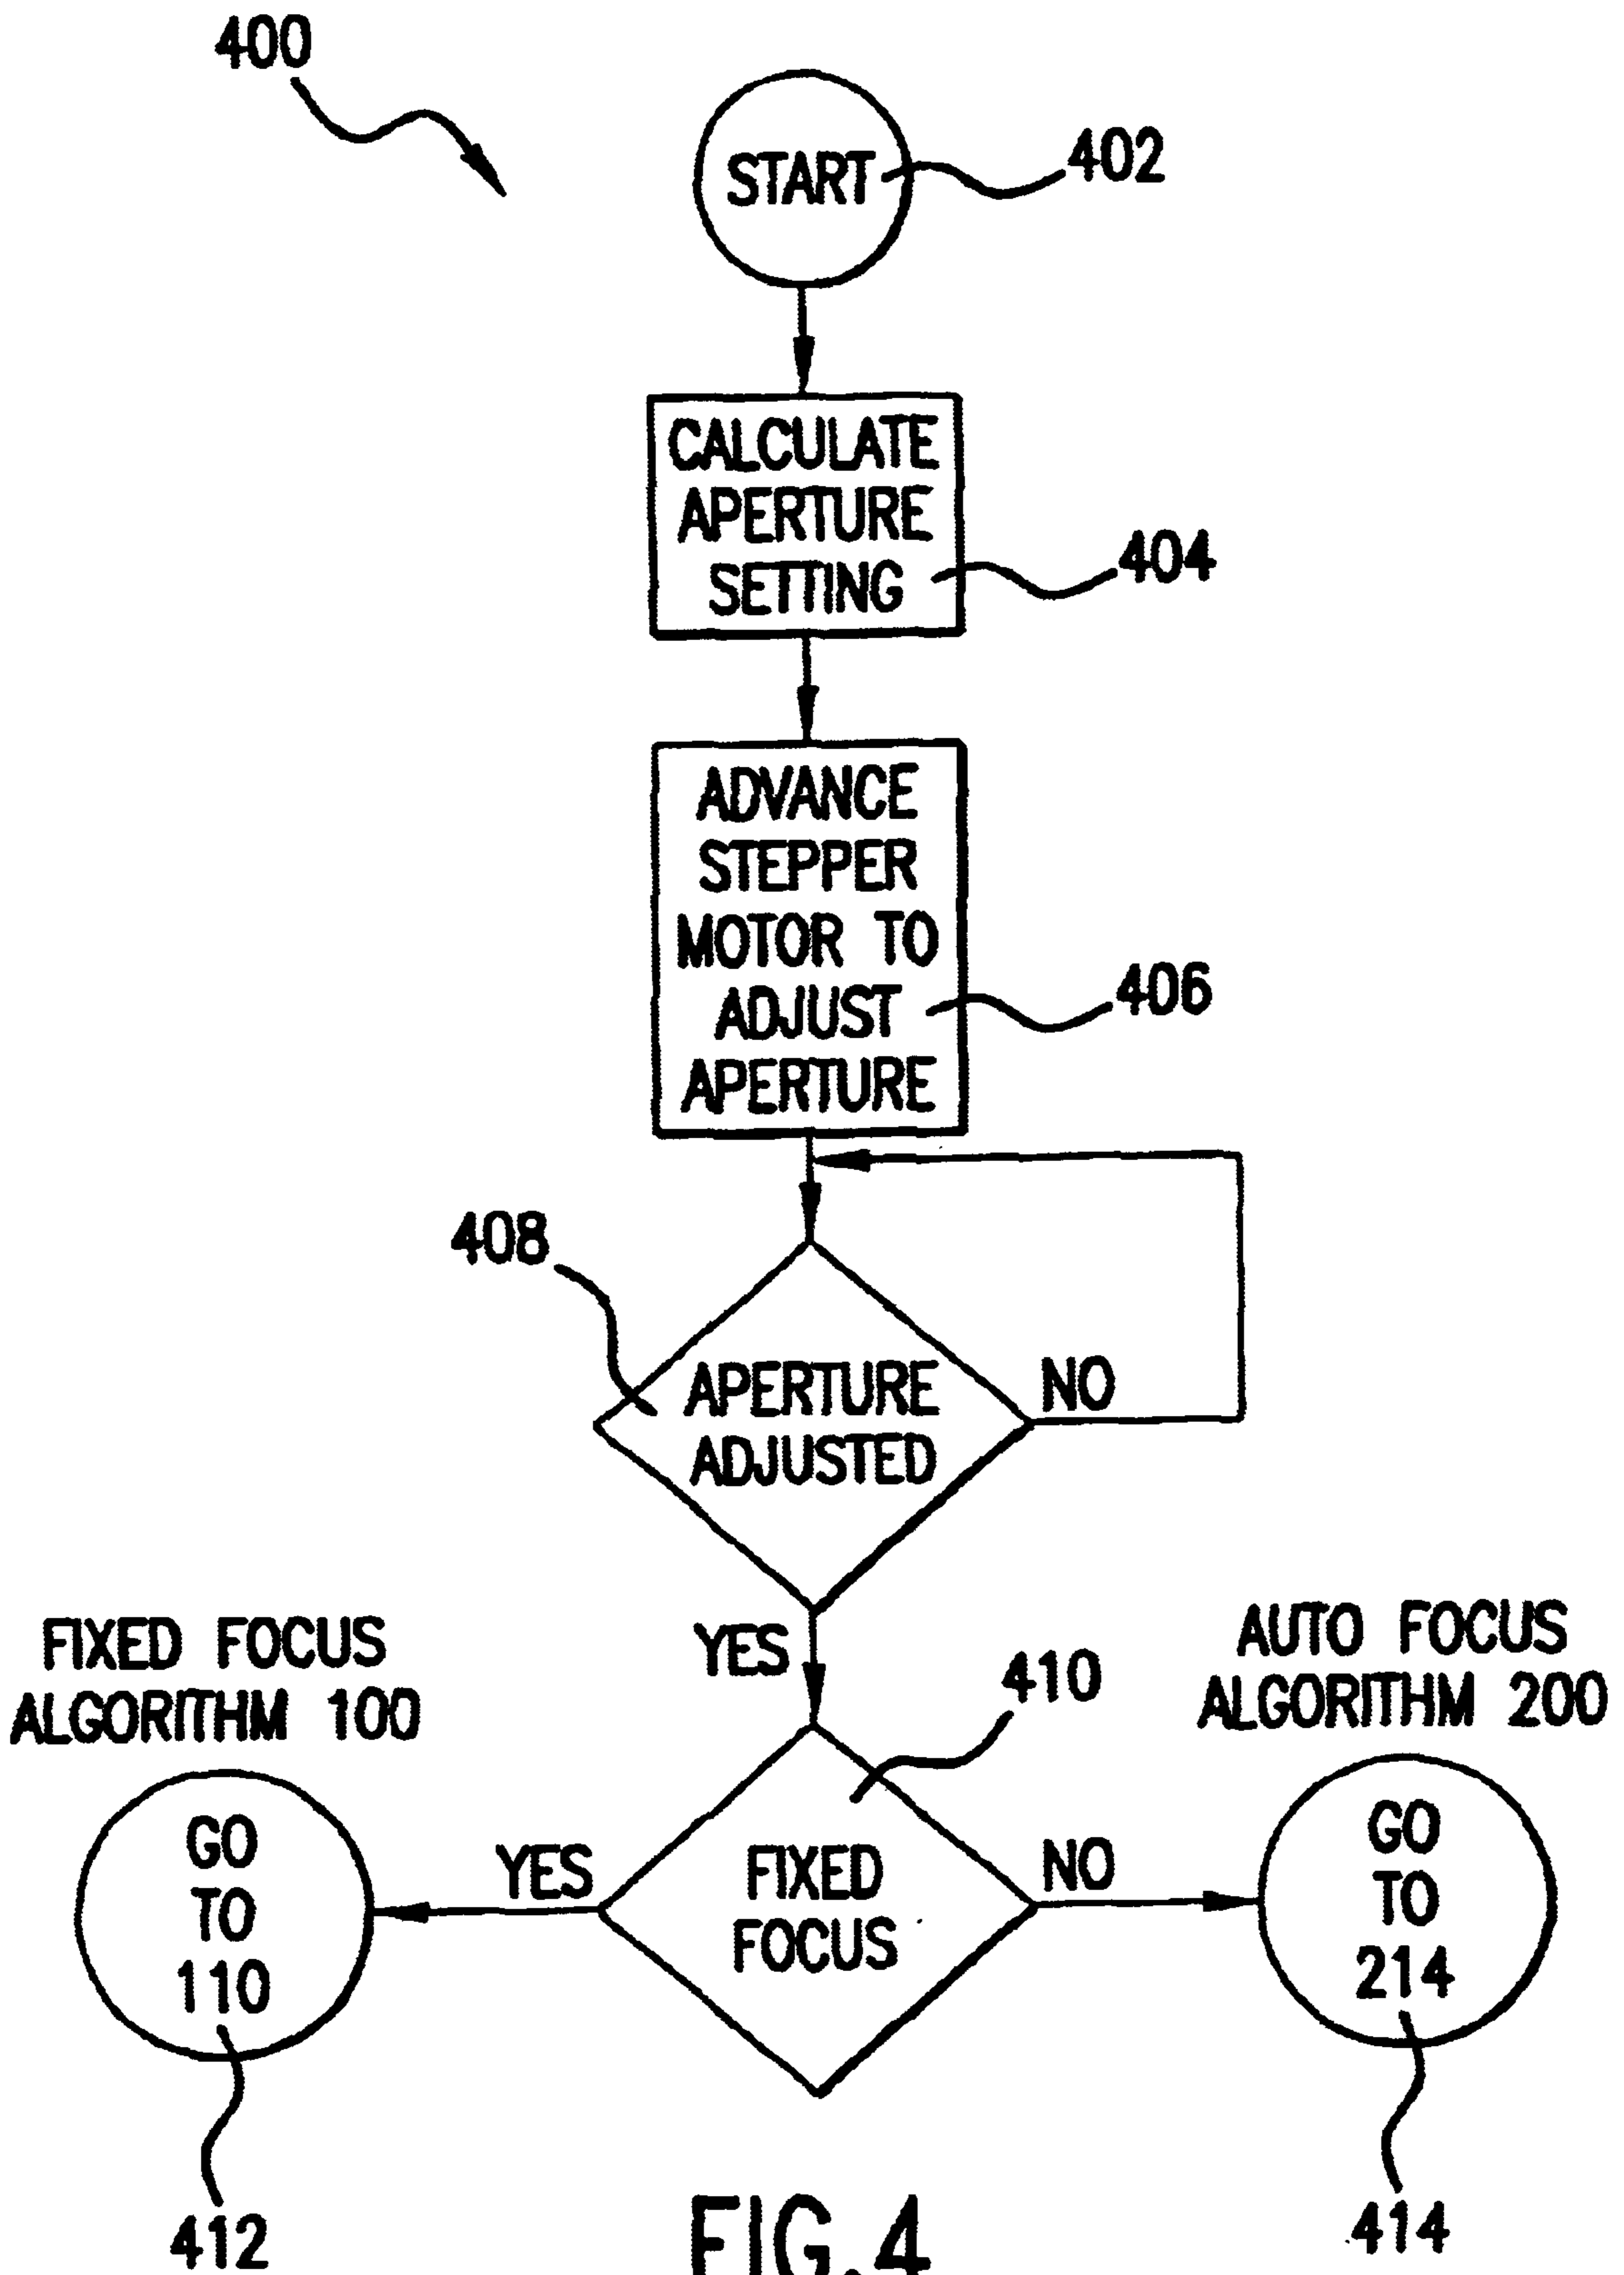 400
START
402
CALCULATE
APERTURE
SETTING
404
ADVANCE
STEPPER
MOTOR TO
ADJUST
APERTURE
406
408
APERTURE
ADJUSTED
NO
YES
FIXED FOCUS
ALGORITHM 100
AUTO FOCUS
ALGORITHM 200
410
FIXED
FOCUS
YES
NO
GO
TO
110
GO
TO
214
412
414
FIG.4